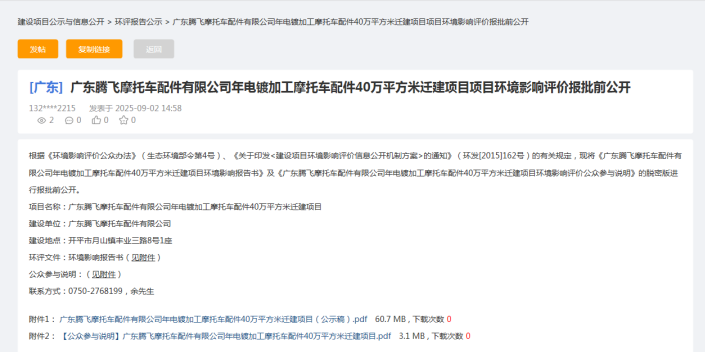 建设项目公示与信息公开 > 环评报告公示 > 广东腾飞摩托车配件有限公司年电镀加工摩托车配件40万平方米迁建项目项目环境影响评价报批前公开
发帖 复制链接 返回
[广东] 广东腾飞摩托车配件有限公司年电镀加工摩托车配件40万平方米迁建项目项目环境影响评价报批前公开
132****2215 发表于 2025-09-02 14:58
2 0 0 0
根据《环境影响评价公众办法》（生态环境部令第4号）、《关于印发<建设项目环境影响评价信息公开机制方案>的通知》（环发[2015]162号）的有关规定，现将《广东腾飞摩托车配件有
限公司年电镀加工摩托车配件40万平方米迁建项目环境影响报告书》及《广东腾飞摩托车配件有限公司年电镀加工摩托车配件40万平方米迁建项目环境影响评价公众参与说明》的脱密版进
行报批前公开。
项目名称：广东腾飞摩托车配件有限公司年电镀加工摩托车配件40万平方米迁建项目
建设单位：广东腾飞摩托车配件有限公司
建设地点：开平市月山镇丰业三路8号1座
环评文件：环境影响报告书（见附件）
公众参与说明：（见附件）
联系方式：0750-2768199，余先生
附件1： 广东腾飞摩托车配件有限公司年电镀加工摩托车配件40万平方米迁建项目（公示稿）.pdf 60.7 MB , 下载次数 0
附件2： 【公众参与说明】广东腾飞摩托车配件有限公司年电镀加工摩托车配件40万平方米迁建项目.pdf 3.1 MB , 下载次数 0